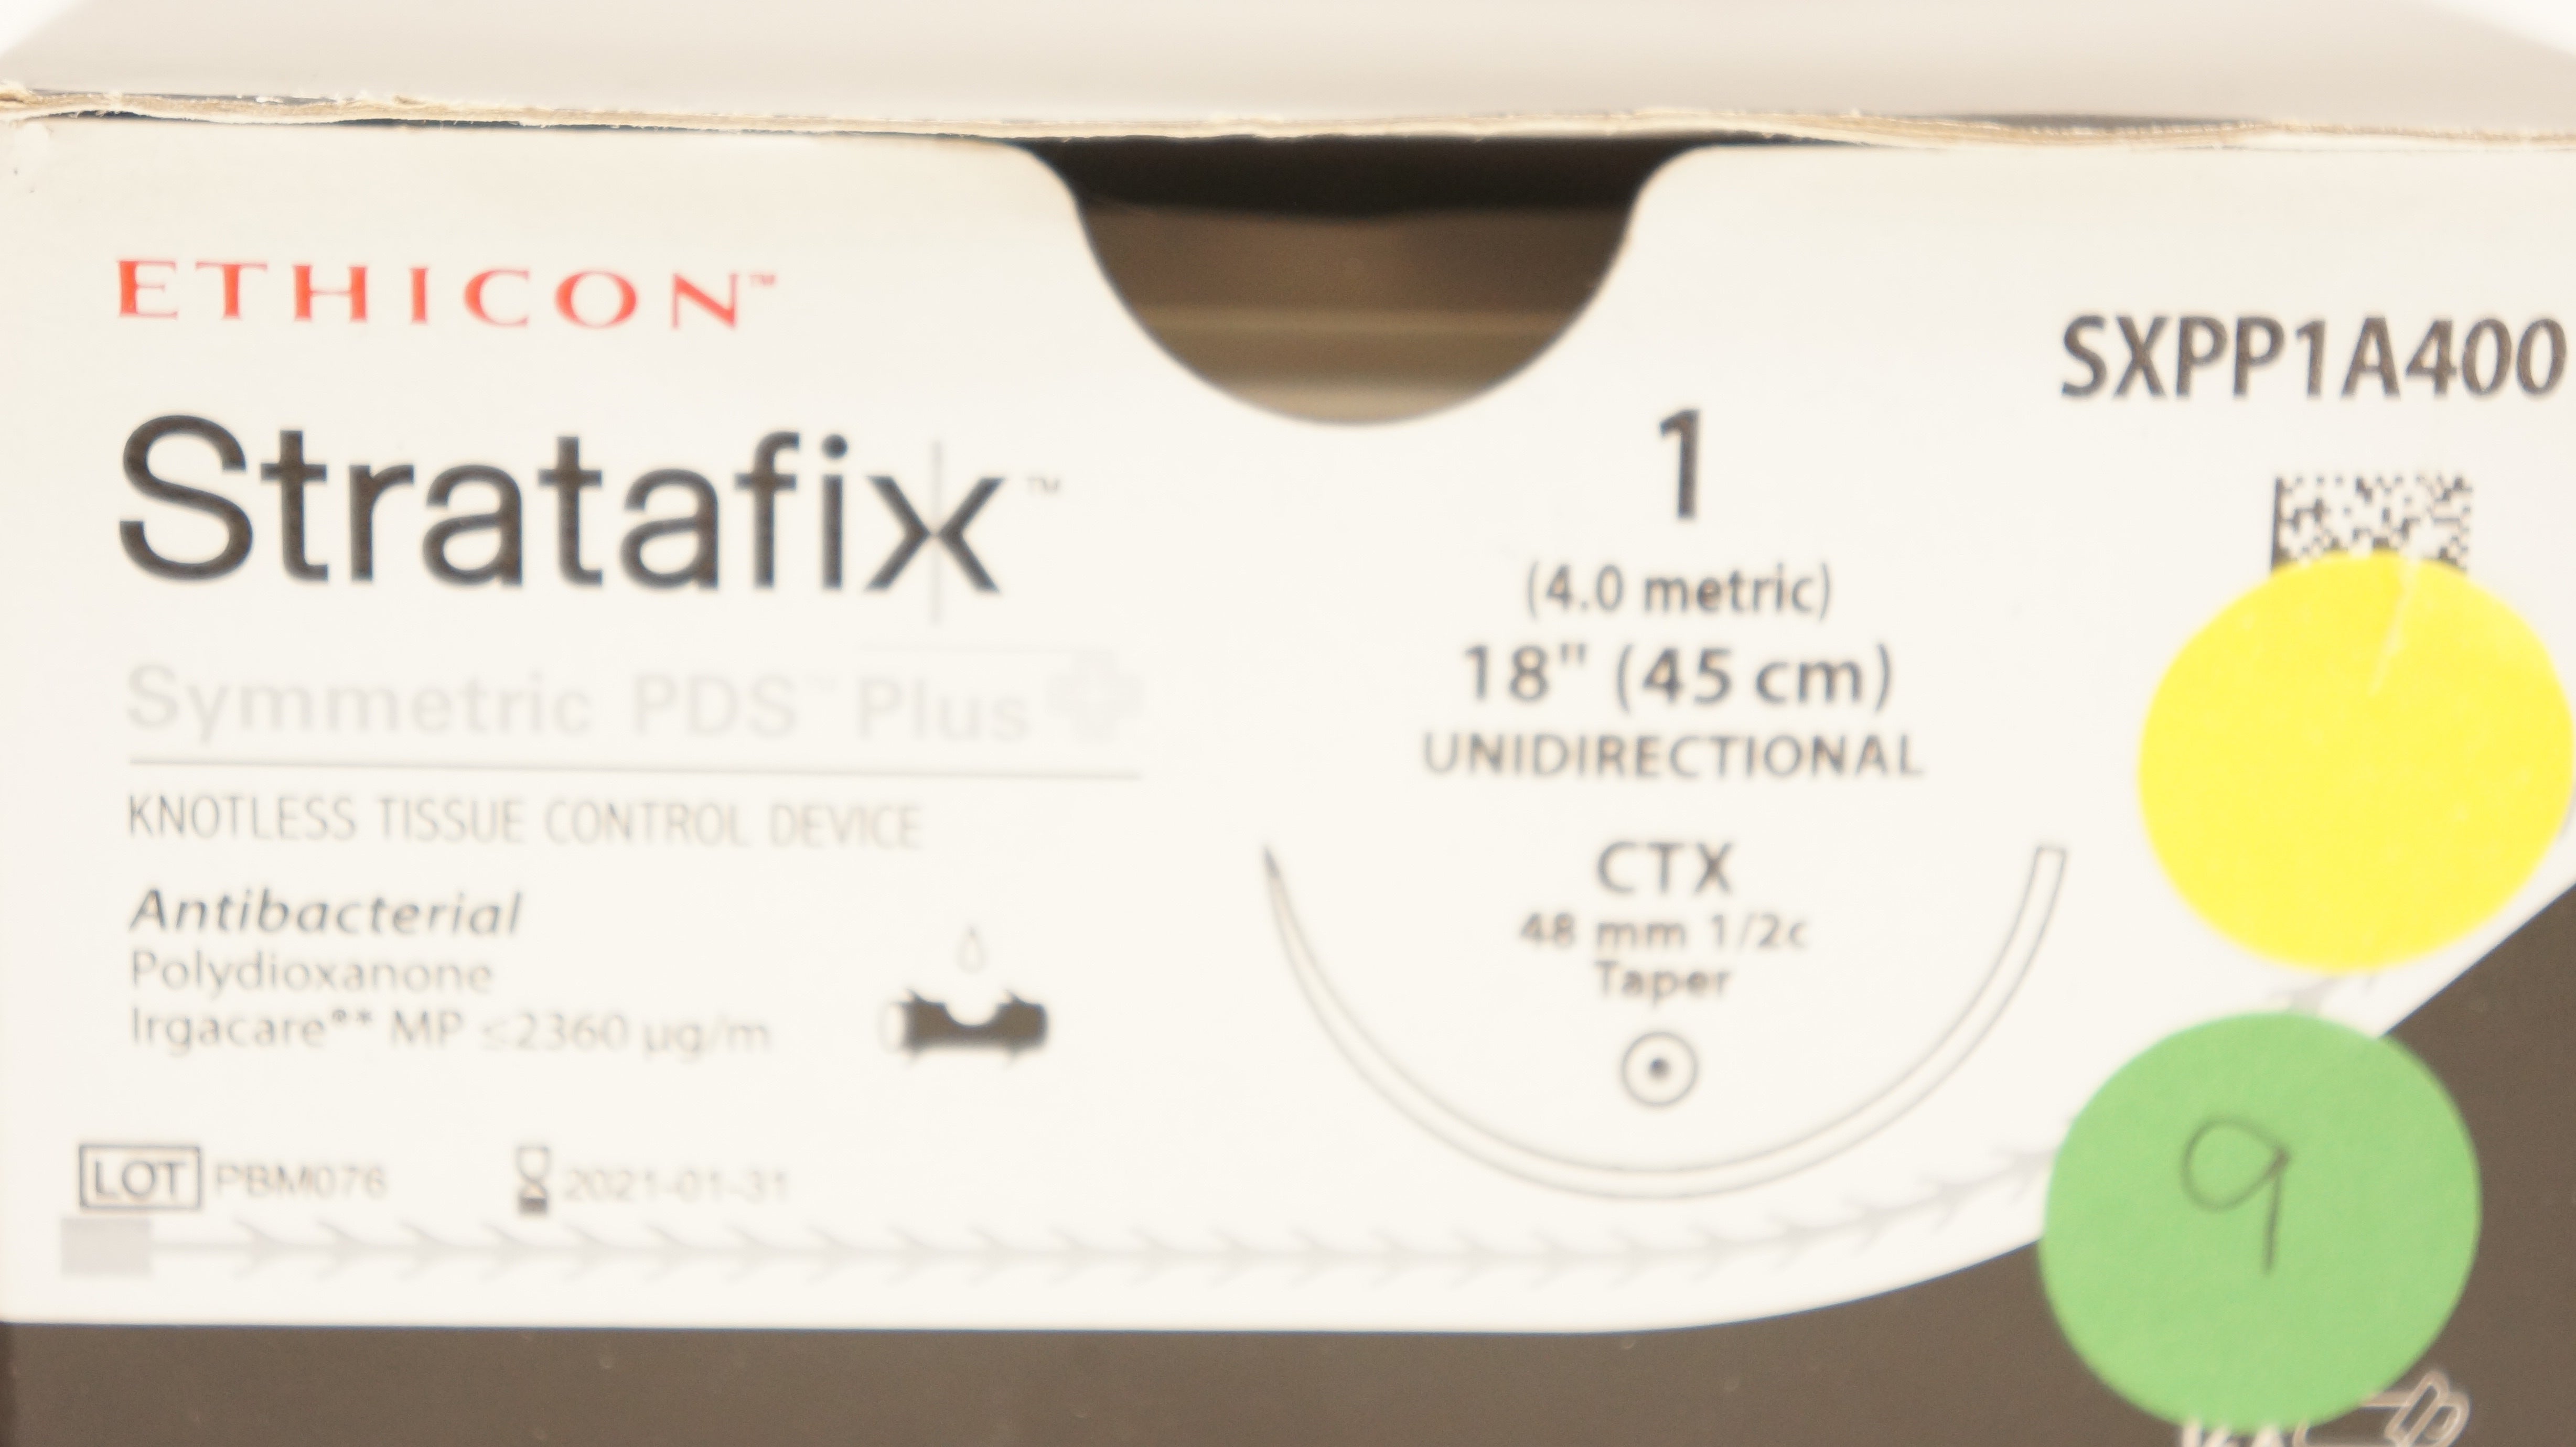 ETHICON™
Stratafix™
Symmetric PDS™ Plus
KNOTLESS TISSUE CONTROL DEVICE
Antibacterial
Polydioxanone
Irgacare®* MP ≤2360 µg/m
LOT PBM076
2021-01-31
1
(4.0 metric)
18" (45 cm)
UNIDIRECTIONAL
CTX
48 mm 1/2c
Taper
SXPP1A400
9